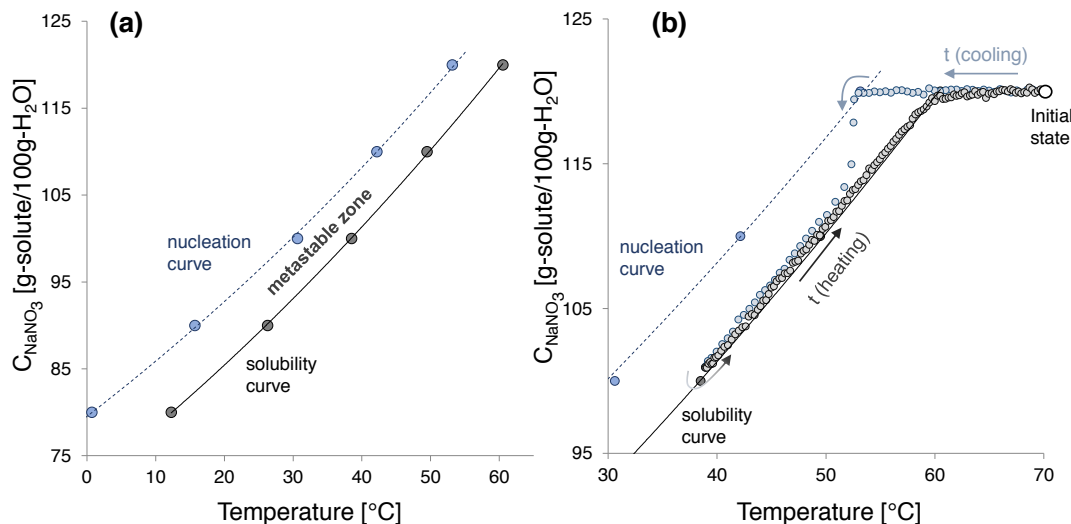 (a)
C_NaNO₃ [g-solute/100g-H₂O]
125
115
105
95
85
75
nucleation
curve
metastable zone
solubility
curve
0
10
20
30
40
50
60
Temperature [°C]
(b)
C_NaNO₃ [g-solute/100g-H₂O]
125
115
105
95
t (cooling)
Initial
state
nucleation
curve
t (heating)
solubility
curve
30
40
50
60
70
Temperature [°C]